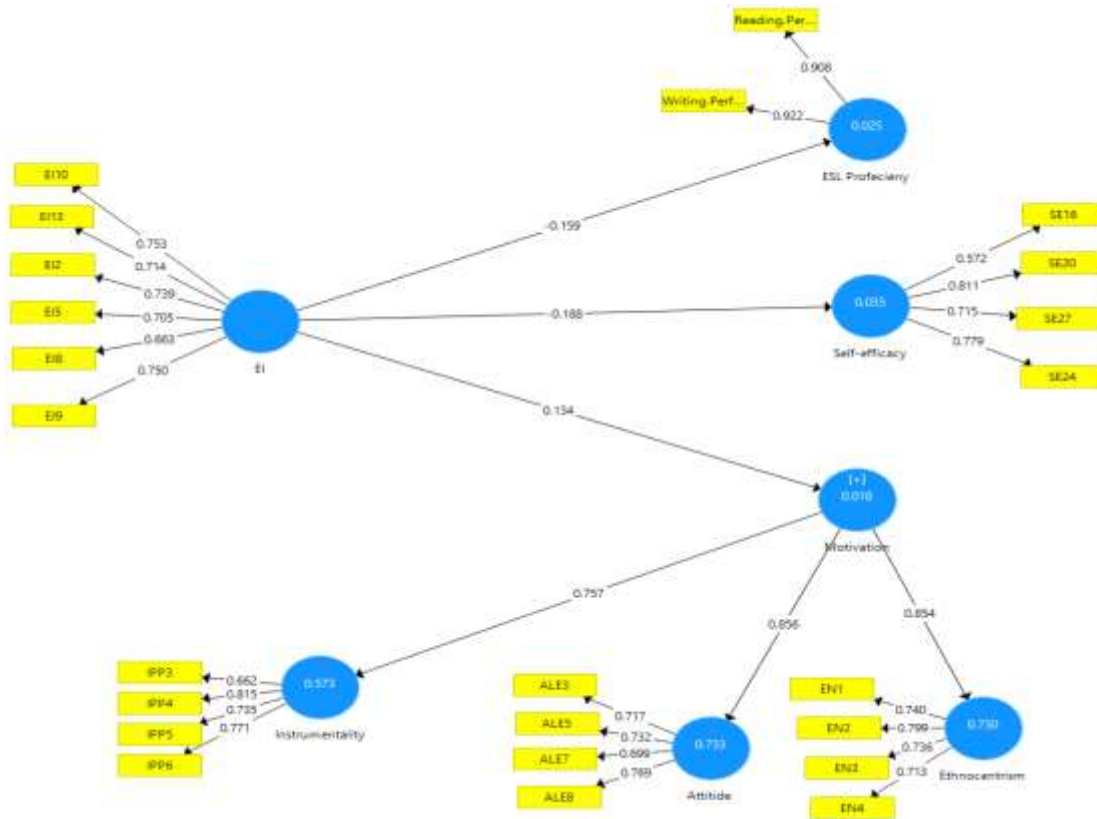 Reading.Per...
0.908
Writing.Perf...
0.922
0.025
ESL Profecieny
EI10
EI13
EI2
EI5
EI8
EI9
0.753
0.714
0.739
0.705
0.663
0.750
EI
-0.159
-0.188
0.134
0.035
Self-efficacy
SE20
SE27
SE24
0.572
0.811
0.715
0.779
[+]
0.018
Motivation
0.757
0.856
0.854
IPP3
IPP4
IPP5
IPP6
0.662
0.815
0.735
0.771
0.573
Instrumentality
ALE3
ALE5
ALE7
ALE8
0.717
0.732
0.699
0.769
0.733
Attitide
EN1
EN2
EN3
EN4
0.740
0.799
0.736
0.713
0.730
Ethnocentrism